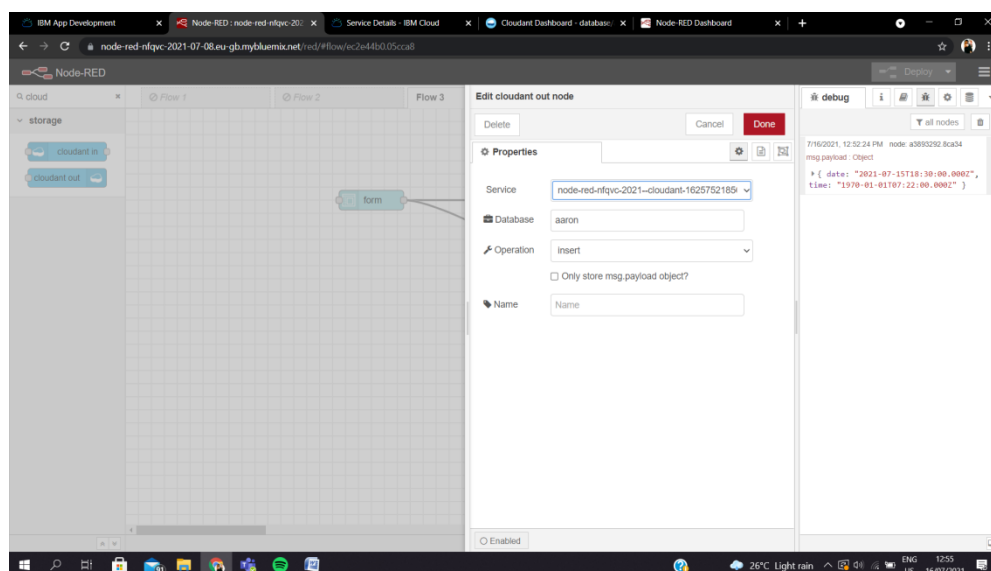 IBM App Development
Node-RED : node-red-nfqvc-202
Service Details - IBM Cloud
Cloudant Dashboard - database/
Node-RED Dashboard
node-red-nfqvc-2021-07-08.eu-gb.mybluemix.net/red/#flow/ec2e44b0.05cca8
Node-RED
Deploy
cloud
Flow 1
Flow 2
Flow 3
storage
cloudant in
cloudant out
form
Edit cloudant out node
Delete
Cancel
Done
Properties
Service
node-red-nfqvc-2021--cloudant-1625752185
Database
aaron
Operation
insert
Only store msg.payload object?
Name
Name
Enabled
debug
all nodes
7/16/2021, 12:52:24 PM node: a3893292.8ca34
msg.payload : Object
{ date: "2021-07-15T18:30:00.000Z",
time: "1970-01-01T07:22:00.000Z" }
26°C Light rain
ENG
12:55
16/07/2021